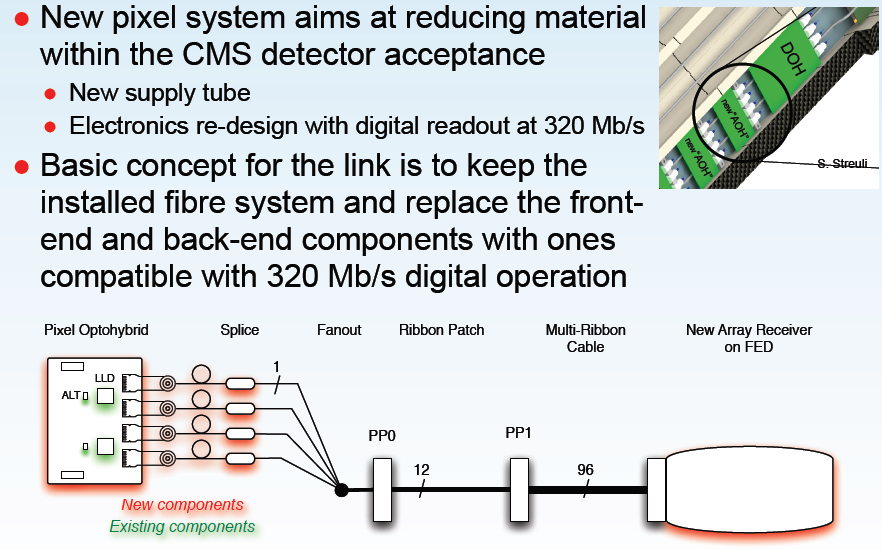 New pixel system aims at reducing material
within the CMS detector acceptance
New supply tube
Electronics re-design with digital readout at 320 Mb/s
Basic concept for the link is to keep the
installed fibre system and replace the front-
end and back-end components with ones
compatible with 320 Mb/s digital operation
DOH
new "AOH"
new "AOH"
S. Streuli
Pixel Optohybrid
Splice
Fanout
Ribbon Patch
Multi-Ribbon
Cable
New Array Receiver
on FED
LLD
ALT
1
PP0
12
PP1
96
New components
Existing components